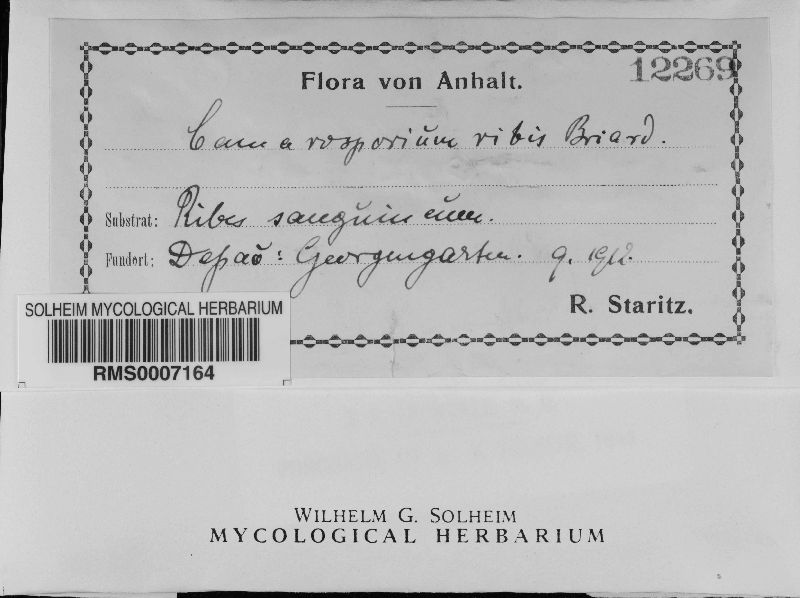 12269
Flora von Anhalt.
Camarosporium ribis Briard.
Substrat: Ribes sanguineum.
Fundort: Dessau: Georgengarten. 9. 1912.
R. Staritz.
SOLHEIM MYCOLOGICAL HERBARIUM
RMS0007164
WILHELM G. SOLHEIM
MYCOLOGICAL HERBARIUM